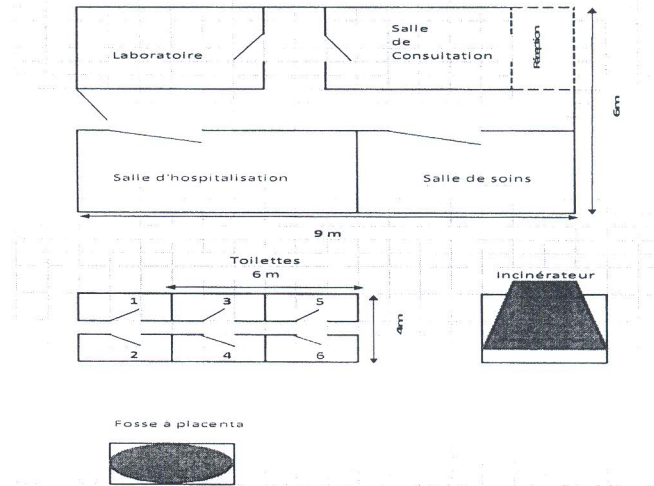 Salle
de
Consultation
Laboratoire
Réception
6m
Salle d'hospitalisation
Salle de soins
9 m
Toilettes
6 m
Incinérateur
1 3 5
4m
2 4 6
Fosse à placenta